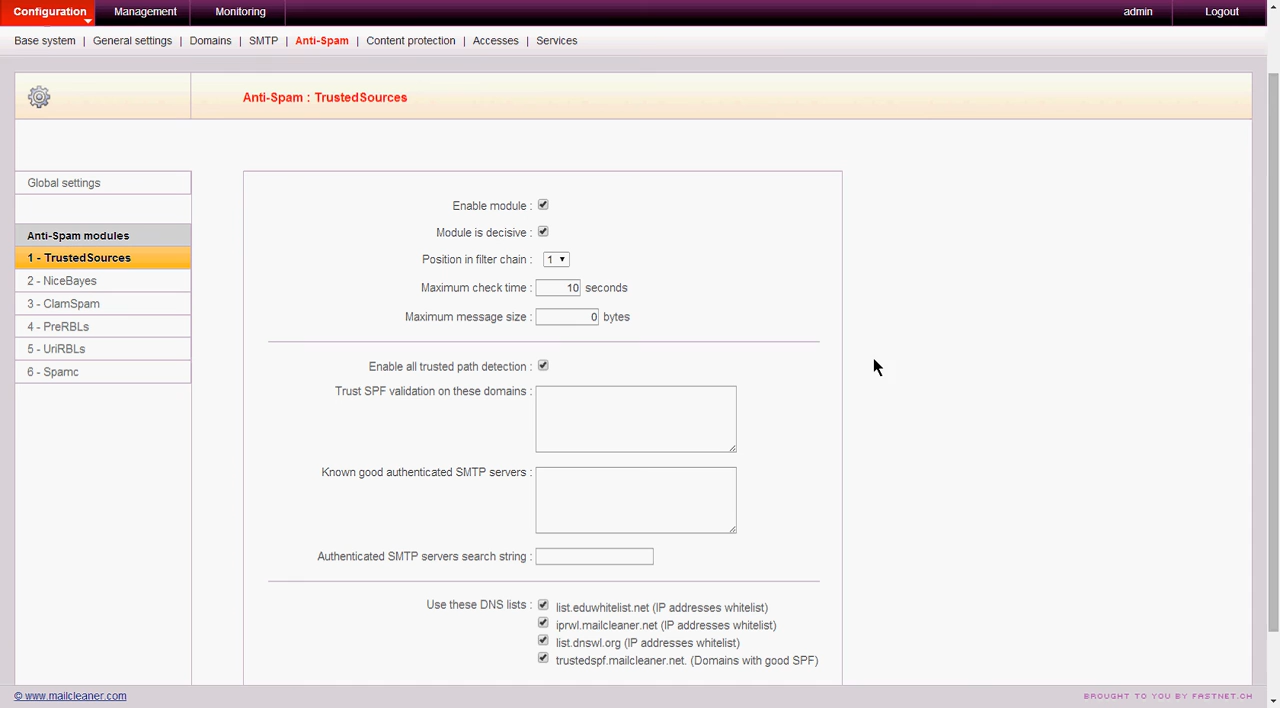 Configuration Management Monitoring admin Logout
Base system | General settings | Domains | SMTP | Anti-Spam | Content protection | Accesses | Services
Anti-Spam : TrustedSources
Global settings
Anti-Spam modules
1 - TrustedSources
2 - NiceBayes
3 - ClamSpam
4 - PreRBLs
5 - UriRBLs
6 - Spamc
Enable module :
Module is decisive :
Position in filter chain : 1
Maximum check time : 10 seconds
Maximum message size : 0 bytes
Enable all trusted path detection :
Trust SPF validation on these domains :
Known good authenticated SMTP servers :
Authenticated SMTP servers search string :
Use these DNS lists : list.eduwhitelist.net (IP addresses whitelist)
iprwl.mailcleaner.net (IP addresses whitelist)
list.dnswl.org (IP addresses whitelist)
trustedspf.mailcleaner.net. (Domains with good SPF)
© www.mailcleaner.com BROUGHT TO YOU BY FASTNET.CH